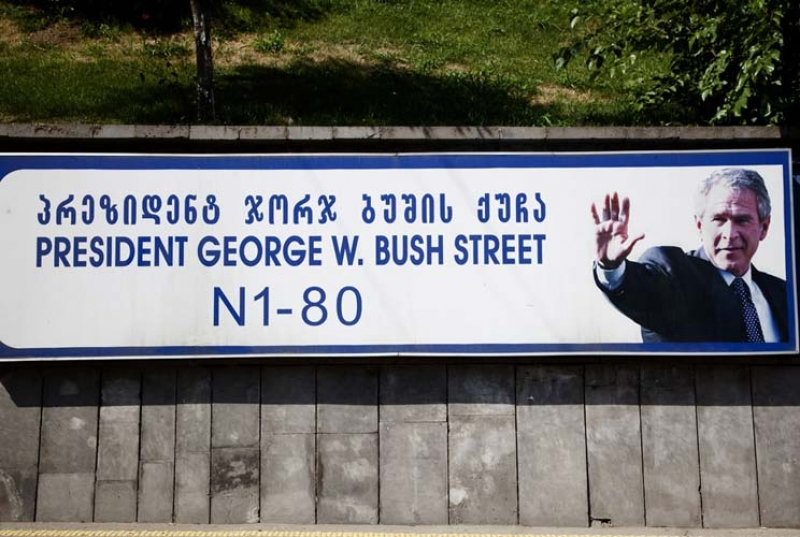 პრეზიდენტ ჯორჯ ბუშის ქუჩა
PRESIDENT GEORGE W. BUSH STREET
N1-80